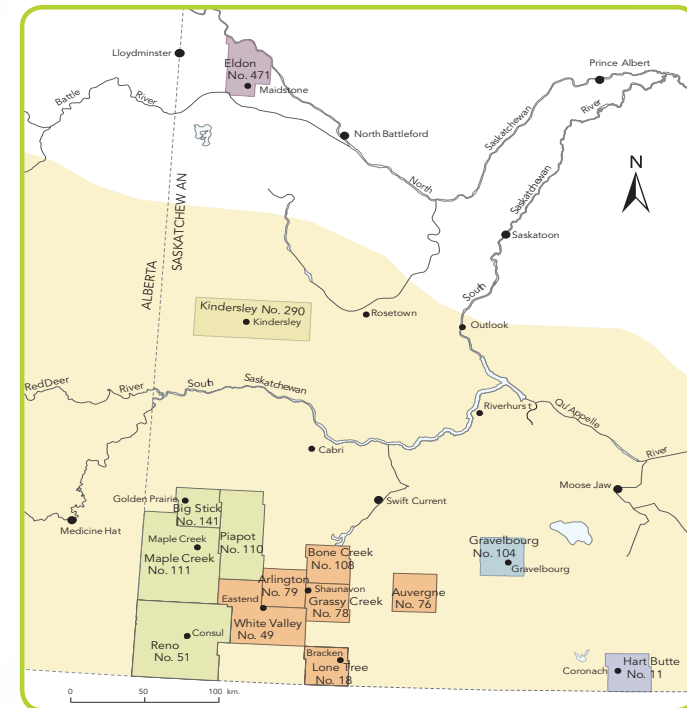 Lloydminster
Eldon
No. 471
Maidstone
Prince Albert
Battle
River
North Battleford
Saskatchewan
River
North
Saskatchewan
N
SASKATCHEWAN
ALBERTA
Saskatoon
South
Kindersley No. 290
Kindersley
Rosetown
Outlook
Red Deer
River
South
Saskatchewan
Riverhurst
Qu'Appelle
River
Cabri
Moose Jaw
Golden Prairie
Big Stick
No. 141
Swift Current
Medicine Hat
Maple Creek
Piapot
No. 110
Maple Creek
No. 111
Bone Creek
No. 108
Gravelbourg
No. 104
Gravelbourg
Arlington
No. 79
Shaunavon
Auvergne
No. 76
Eastend
Grassy Creek
No. 78
White Valley
No. 49
Consul
Reno
No. 51
Bracken
Lone Tree
No. 18
Coronach
Hart Butte
No. 11
0 50 100 km.